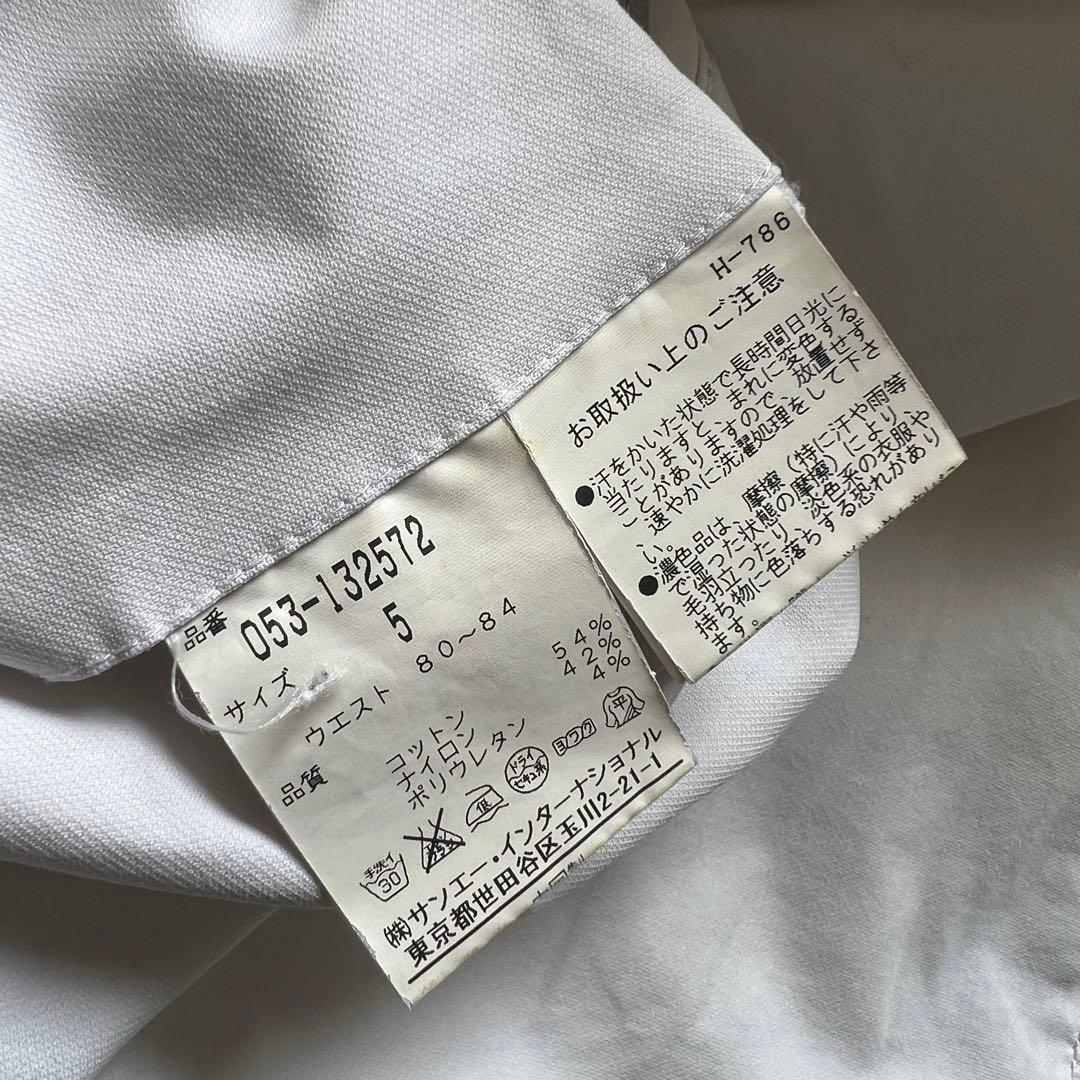 H-786
お取扱い上のご注意
●汗をかいた状態で長時間日光に
当たりますと、まれに変色する
ことがありますので、放置せず
速やかに洗濯処理をして下さ
い。
●濃色品は、摩擦(特に汗や雨等
で湿った状態の摩擦)により
毛羽立ったり、淡色系の衣服や
持ち物に色落ちする恐れがあり
ます。
品番
053-132572
サイズ 5
ウエスト 80〜84
品質 コットン 54%
ナイロン 42%
ポリウレタン 4%
手洗イ
30
低
ドライ
セキユ系
ヨワク
平
(株)サンエー・インターナショナル
東京都世田谷区玉川2-21-1